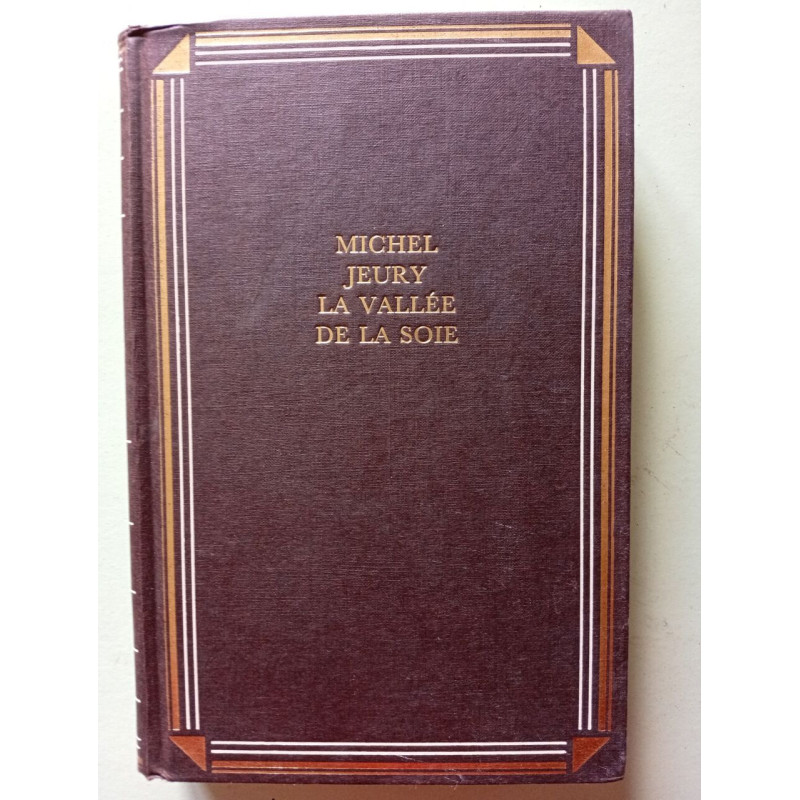 MICHEL
JEURY
LA VALLÉE
DE LA SOIE